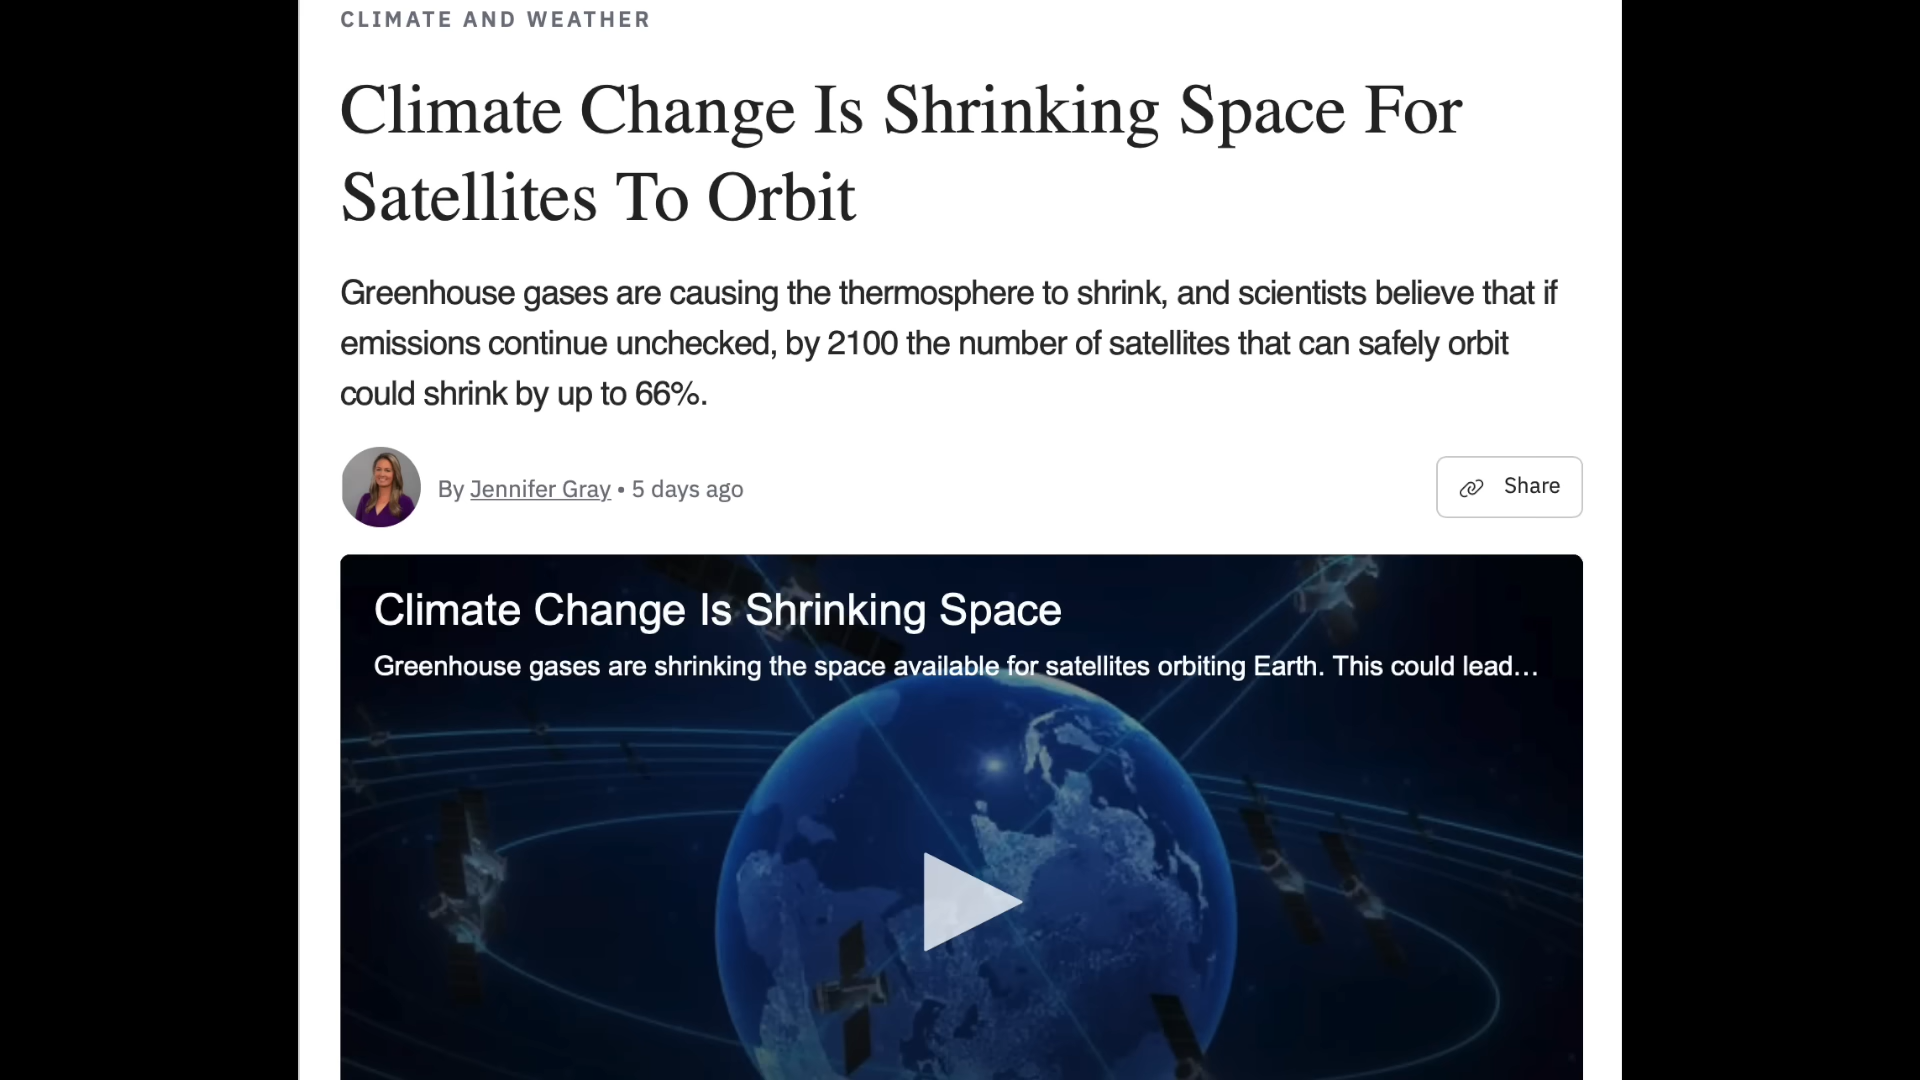 CLIMATE AND WEATHER
Climate Change Is Shrinking Space For
Satellites To Orbit
Greenhouse gases are causing the thermosphere to shrink, and scientists believe that if
emissions continue unchecked, by 2100 the number of satellites that can safely orbit
could shrink by up to 66%.
By Jennifer Gray • 5 days ago
Share
Climate Change Is Shrinking Space
Greenhouse gases are shrinking the space available for satellites orbiting Earth. This could lead...